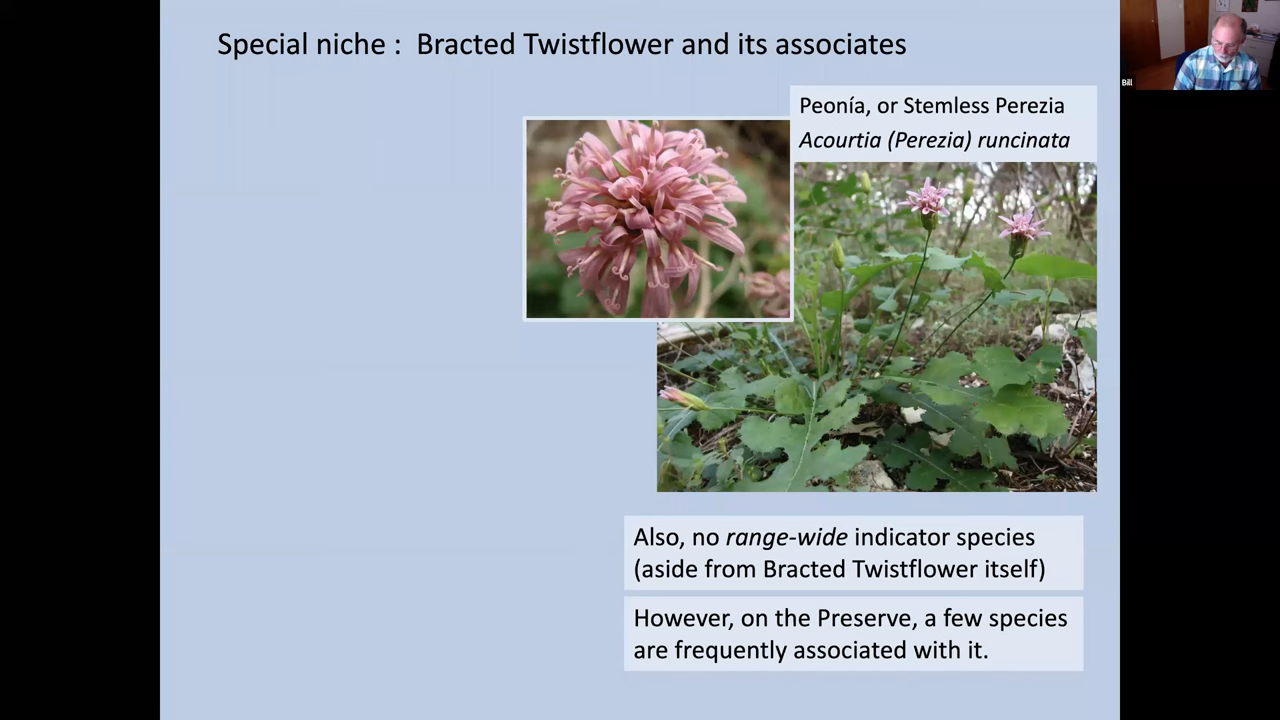 Special niche : Bracted Twistflower and its associates
Bill
Peonía, or Stemless Perezia
Acourtia (Perezia) runcinata
Also, no range-wide indicator species
(aside from Bracted Twistflower itself)
However, on the Preserve, a few species
are frequently associated with it.